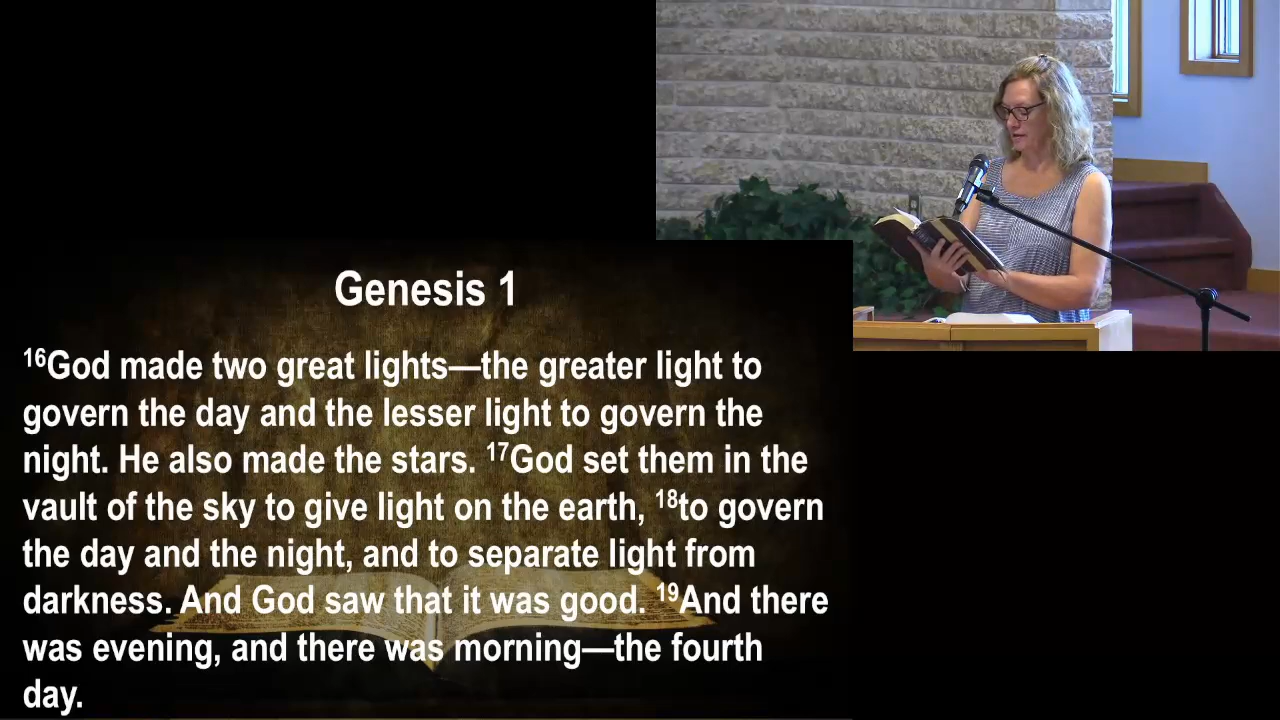 Genesis 1
¹⁶God made two great lights—the greater light to
govern the day and the lesser light to govern the
night. He also made the stars. ¹⁷God set them in the
vault of the sky to give light on the earth, ¹⁸to govern
the day and the night, and to separate light from
darkness. And God saw that it was good. ¹⁹And there
was evening, and there was morning—the fourth
day.